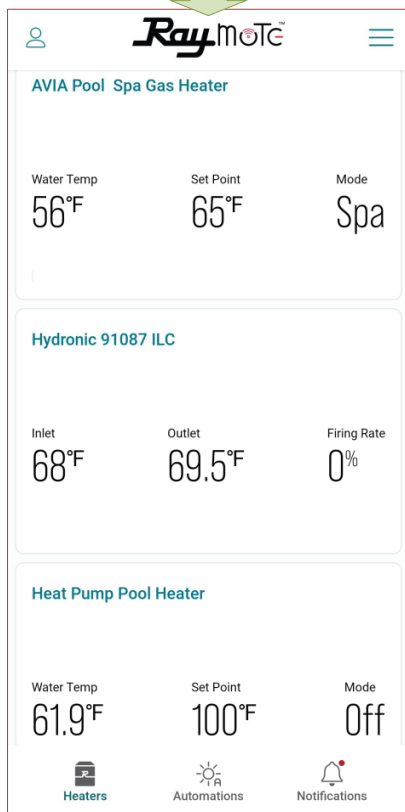 Raymote™
AVIA Pool Spa Gas Heater
Water Temp Set Point Mode
56°F 65°F Spa
Hydronic 91087 ILC
Inlet Outlet Firing Rate
68°F 69.5°F 0%
Heat Pump Pool Heater
Water Temp Set Point Mode
61.9°F 100°F Off
Heaters Automations Notifications